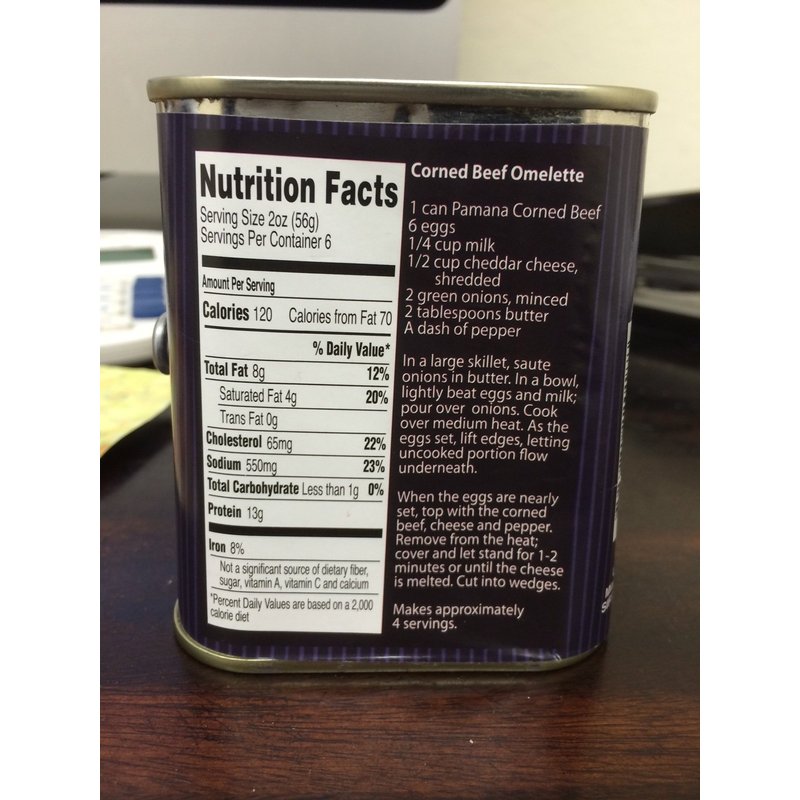 Nutrition Facts
Serving Size 2oz (56g)
Servings Per Container 6
Amount Per Serving
Calories 120 Calories from Fat 70
% Daily Value*
Total Fat 8g 12%
Saturated Fat 4g 20%
Trans Fat 0g
Cholesterol 65mg 22%
Sodium 550mg 23%
Total Carbohydrate Less than 1g 0%
Protein 13g
Iron 8%
Not a significant source of dietary fiber,
sugar, vitamin A, vitamin C and calcium
*Percent Daily Values are based on a 2,000
calorie diet
Corned Beef Omelette
1 can Pamana Corned Beef
6 eggs
1/4 cup milk
1/2 cup cheddar cheese,
shredded
2 green onions, minced
2 tablespoons butter
A dash of pepper
In a large skillet, saute
onions in butter. In a bowl,
lightly beat eggs and milk;
pour over onions. Cook
over medium heat. As the
eggs set, lift edges, letting
uncooked portion flow
underneath.
When the eggs are nearly
set, top with the corned
beef, cheese and pepper.
Remove from the heat;
cover and let stand for 1-2
minutes or until the cheese
is melted. Cut into wedges.
Makes approximately
4 servings.